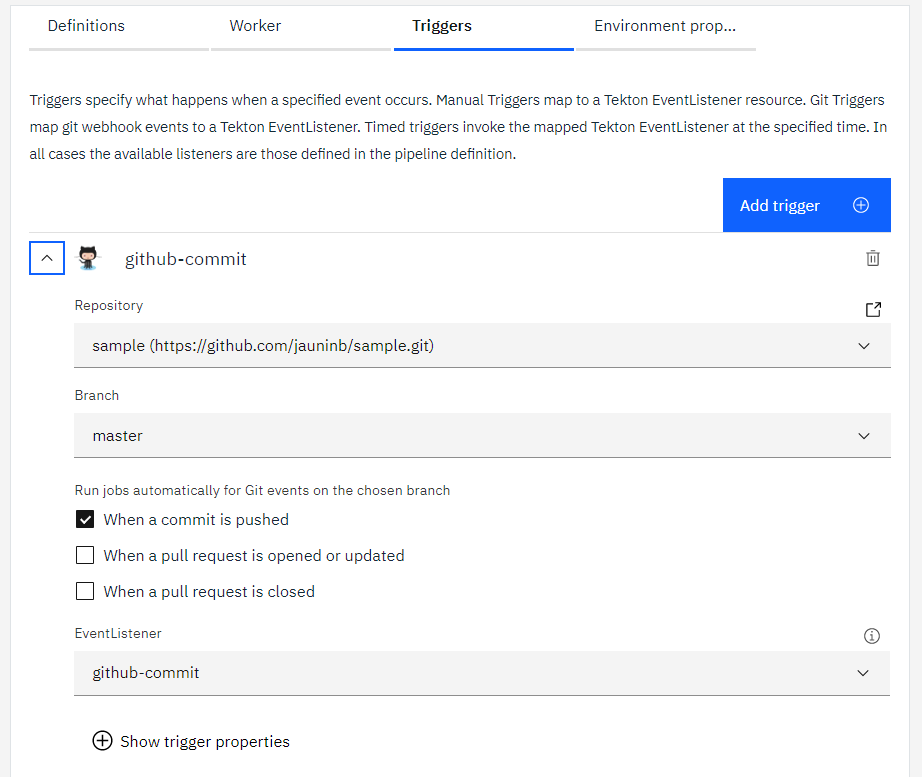 Definitions
Worker
Triggers
Environment prop...
Triggers specify what happens when a specified event occurs. Manual Triggers map to a Tekton EventListener resource. Git Triggers
map git webhook events to a Tekton EventListener. Timed triggers invoke the mapped Tekton EventListener at the specified time. In
all cases the available listeners are those defined in the pipeline definition.
Add trigger
github-commit
Repository
sample (https://github.com/jauninb/sample.git)
Branch
master
Run jobs automatically for Git events on the chosen branch
When a commit is pushed
When a pull request is opened or updated
When a pull request is closed
EventListener
github-commit
Show trigger properties